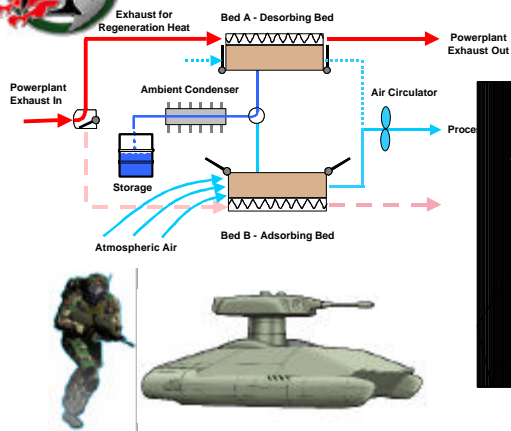 Exhaust for
Regeneration Heat
Bed A - Desorbing Bed
Powerplant
Exhaust Out
Powerplant
Exhaust In
Ambient Condenser
Air Circulator
Storage
Atmospheric Air
Bed B - Adsorbing Bed